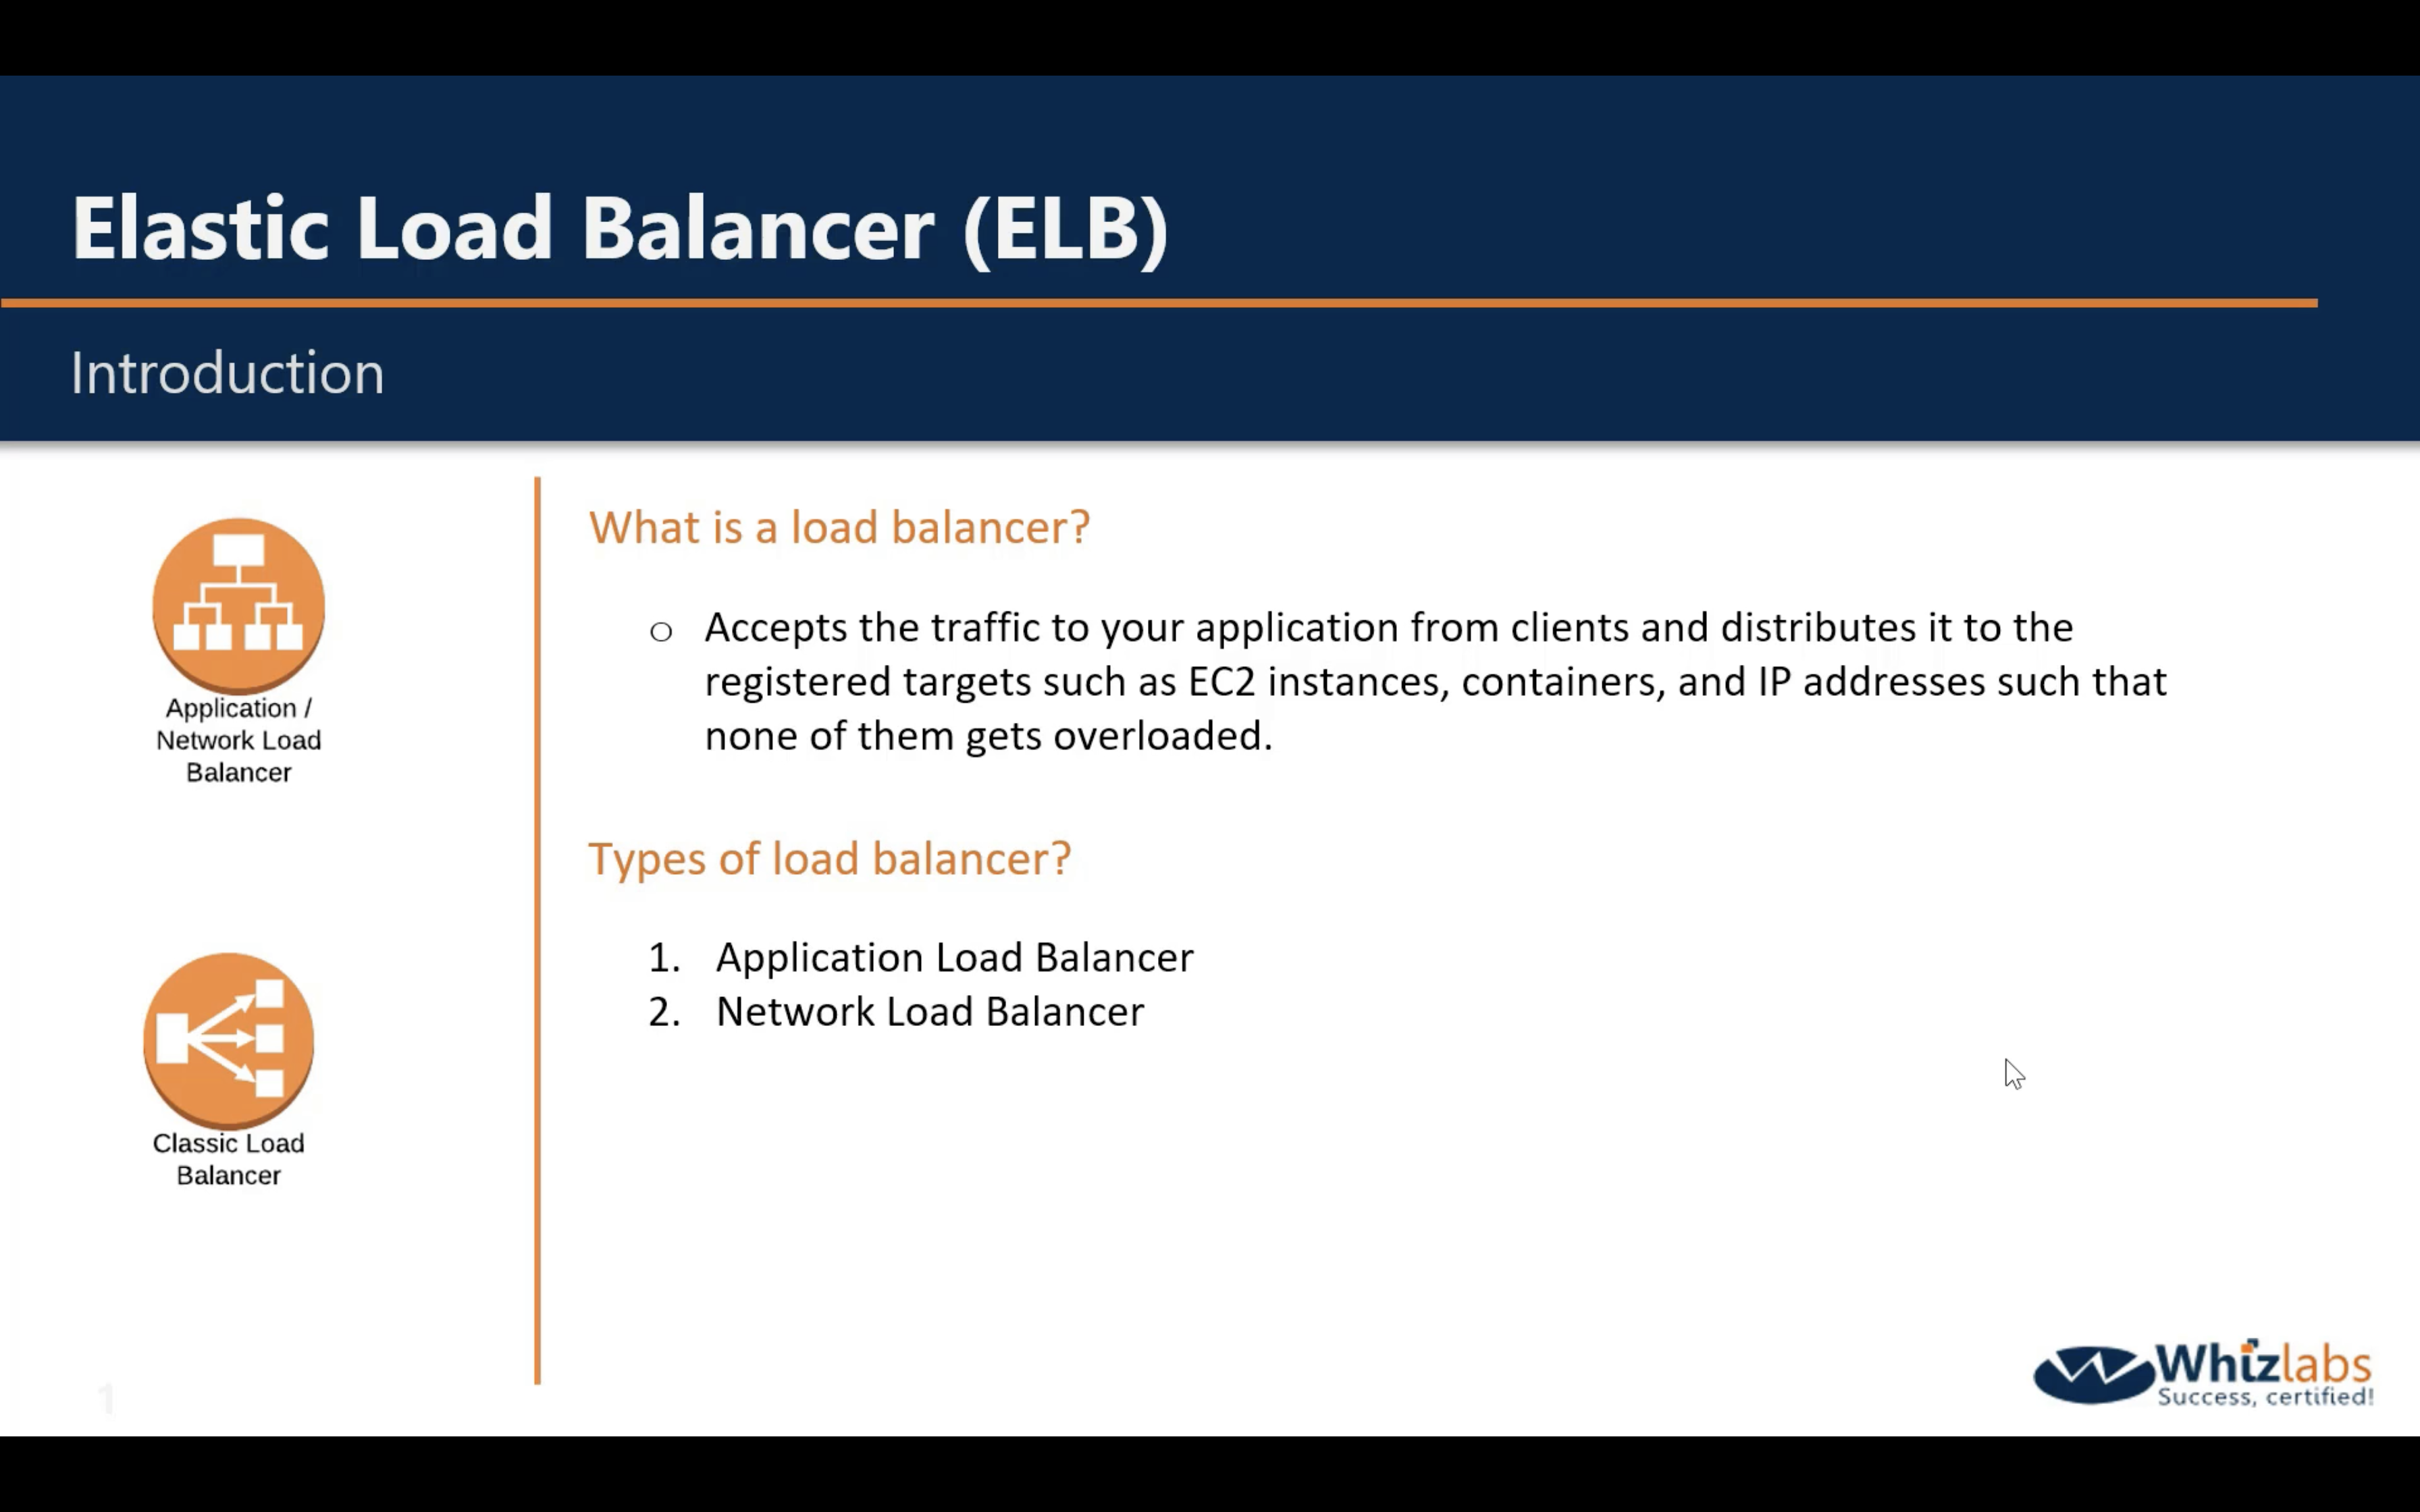 Elastic Load Balancer (ELB)
Introduction
Application /
Network Load
Balancer
Classic Load
Balancer
What is a load balancer?
o Accepts the traffic to your application from clients and distributes it to the
registered targets such as EC2 instances, containers, and IP addresses such that
none of them gets overloaded.
Types of load balancer?
1. Application Load Balancer
2. Network Load Balancer
1
Whizlabs
Success, certified!